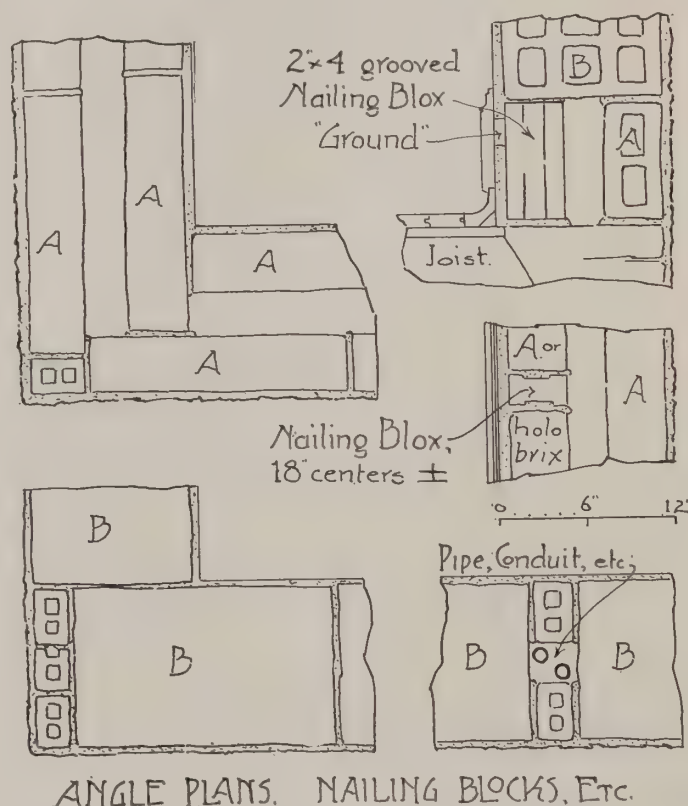 2"x4 grooved
Nailing Blox
"Ground"
B
A
Joist.
A
A
A
A
A or
holo
brix
A
Nailing Blox,
18" centers ±
0 6" 12"
B
B
Pipe, Conduit, etc;
B
B
ANGLE PLANS. NAILING BLOCKS, ETC.